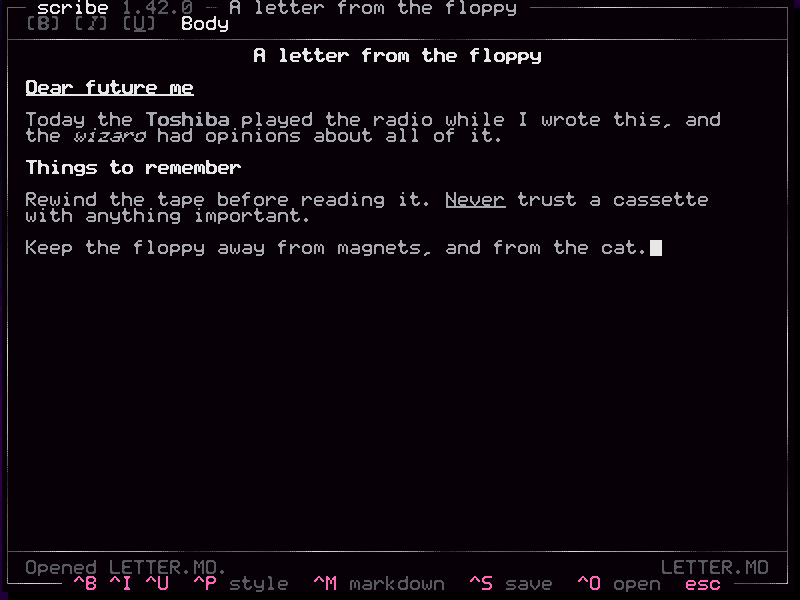 scribe 1.42.0 — A letter from the floppy
[B] [I] [U] Body
A letter from the floppy
Dear future me
Today the Toshiba played the radio while I wrote this, and
the wizard had opinions about all of it.
Things to remember
Rewind the tape before reading it. Never trust a cassette
with anything important.
Keep the floppy away from magnets, and from the cat.
Opened LETTER.MD. LETTER.MD
^B ^I ^U ^P style ^M markdown ^S save ^O open esc